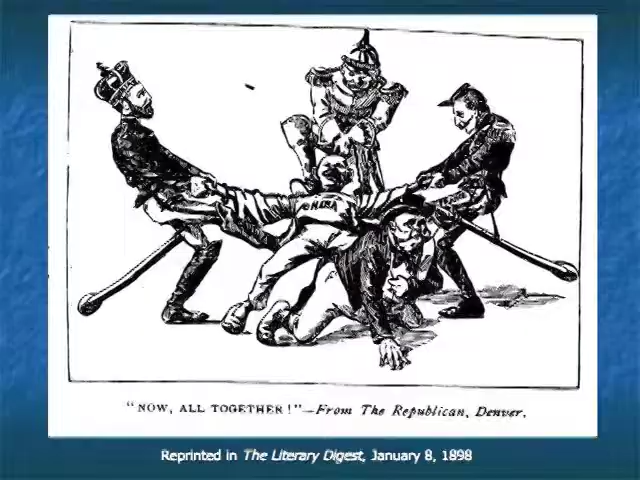 CHINA
"NOW, ALL TOGETHER!"—From The Republican, Denver.
Reprinted in The Literary Digest, January 8, 1898